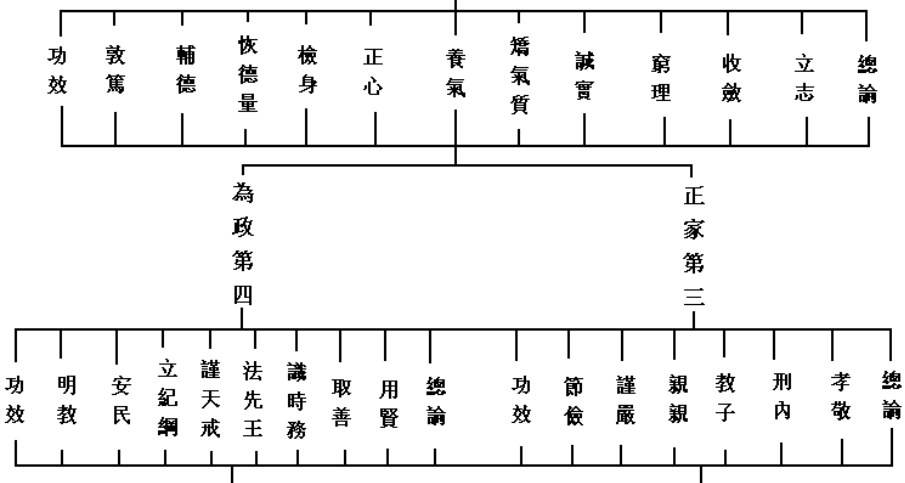 總論
立志
收斂
窮理
誠實
矯氣質
養氣
正心
檢身
恢德量
輔德
敦篤
功效
正家第三
為政第四
總論
孝敬
刑內
教子
親親
謹嚴
節儉
功效
總論
用賢
取善
識時務
法先王
謹天戒
立紀綱
安民
明教
功效